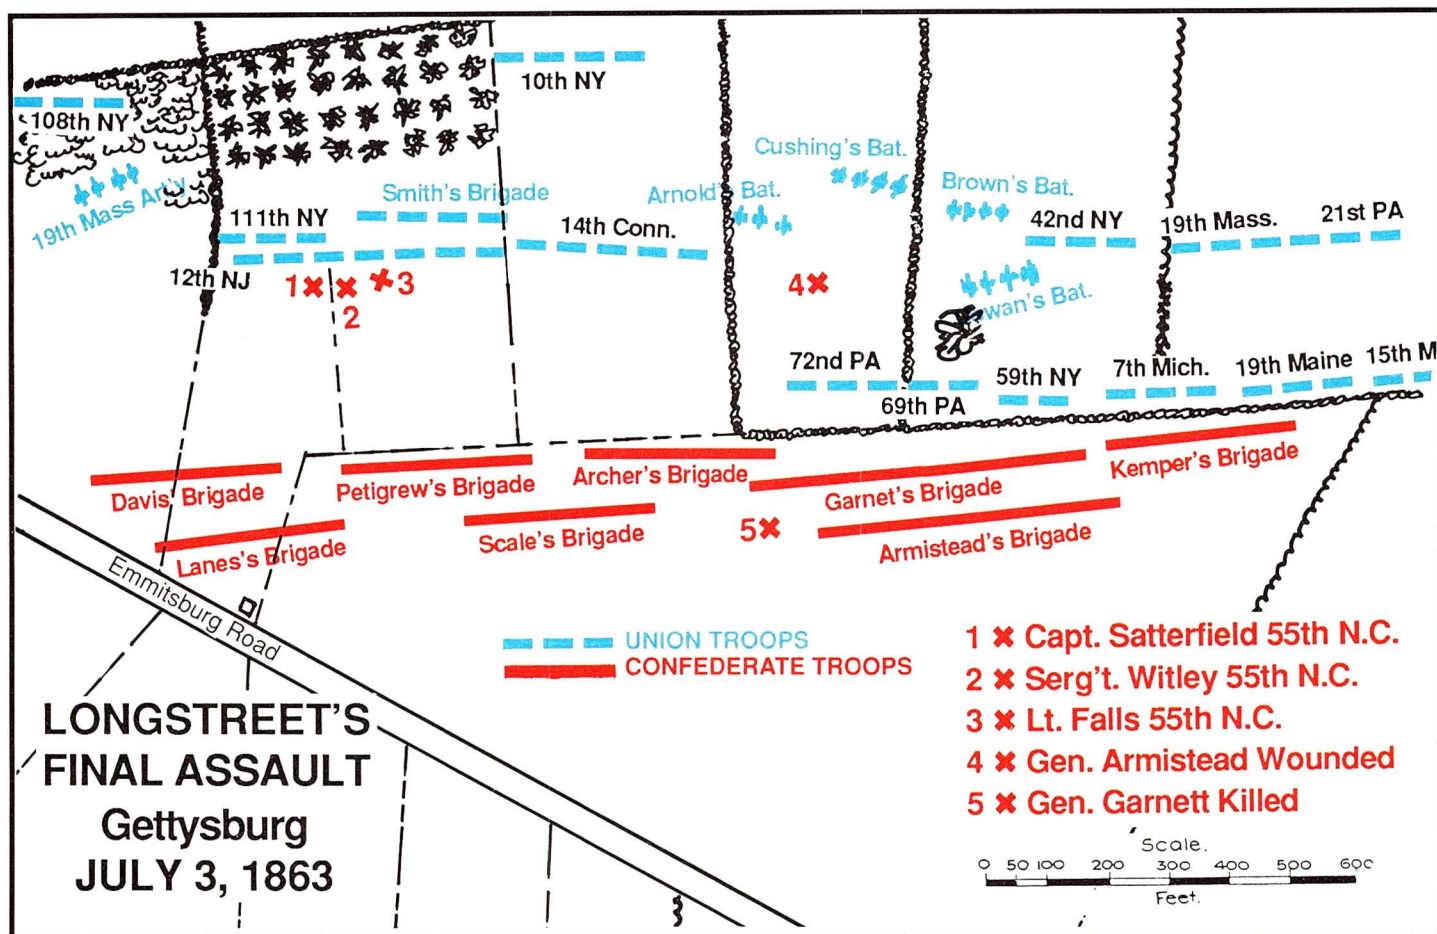 10th NY
108th NY
Cushing's Bat.
19th Mass Art'y
Smith's Brigade
Arnold's Bat.
Brown's Bat.
111th NY
14th Conn.
42nd NY
19th Mass.
21st PA
12th NJ
1
2
3
4
72nd PA
59th NY
7th Mich.
19th Maine
15th M
69th PA
Davis' Brigade
Petigrew's Brigade
Archer's Brigade
Garnet's Brigade
Kemper's Brigade
Lanes's Brigade
Scale's Brigade
5
Armistead's Brigade
Emmitsburg Road
UNION TROOPS
CONFEDERATE TROOPS
1 × Capt. Satterfield 55th N.C.
2 × Serg't. Witley 55th N.C.
3 × Lt. Falls 55th N.C.
4 × Gen. Armistead Wounded
5 × Gen. Garnett Killed
LONGSTREET'S
FINAL ASSAULT
Gettysburg
JULY 3, 1863
Scale.
0 50 100 200 300 400 500 600
Feet.